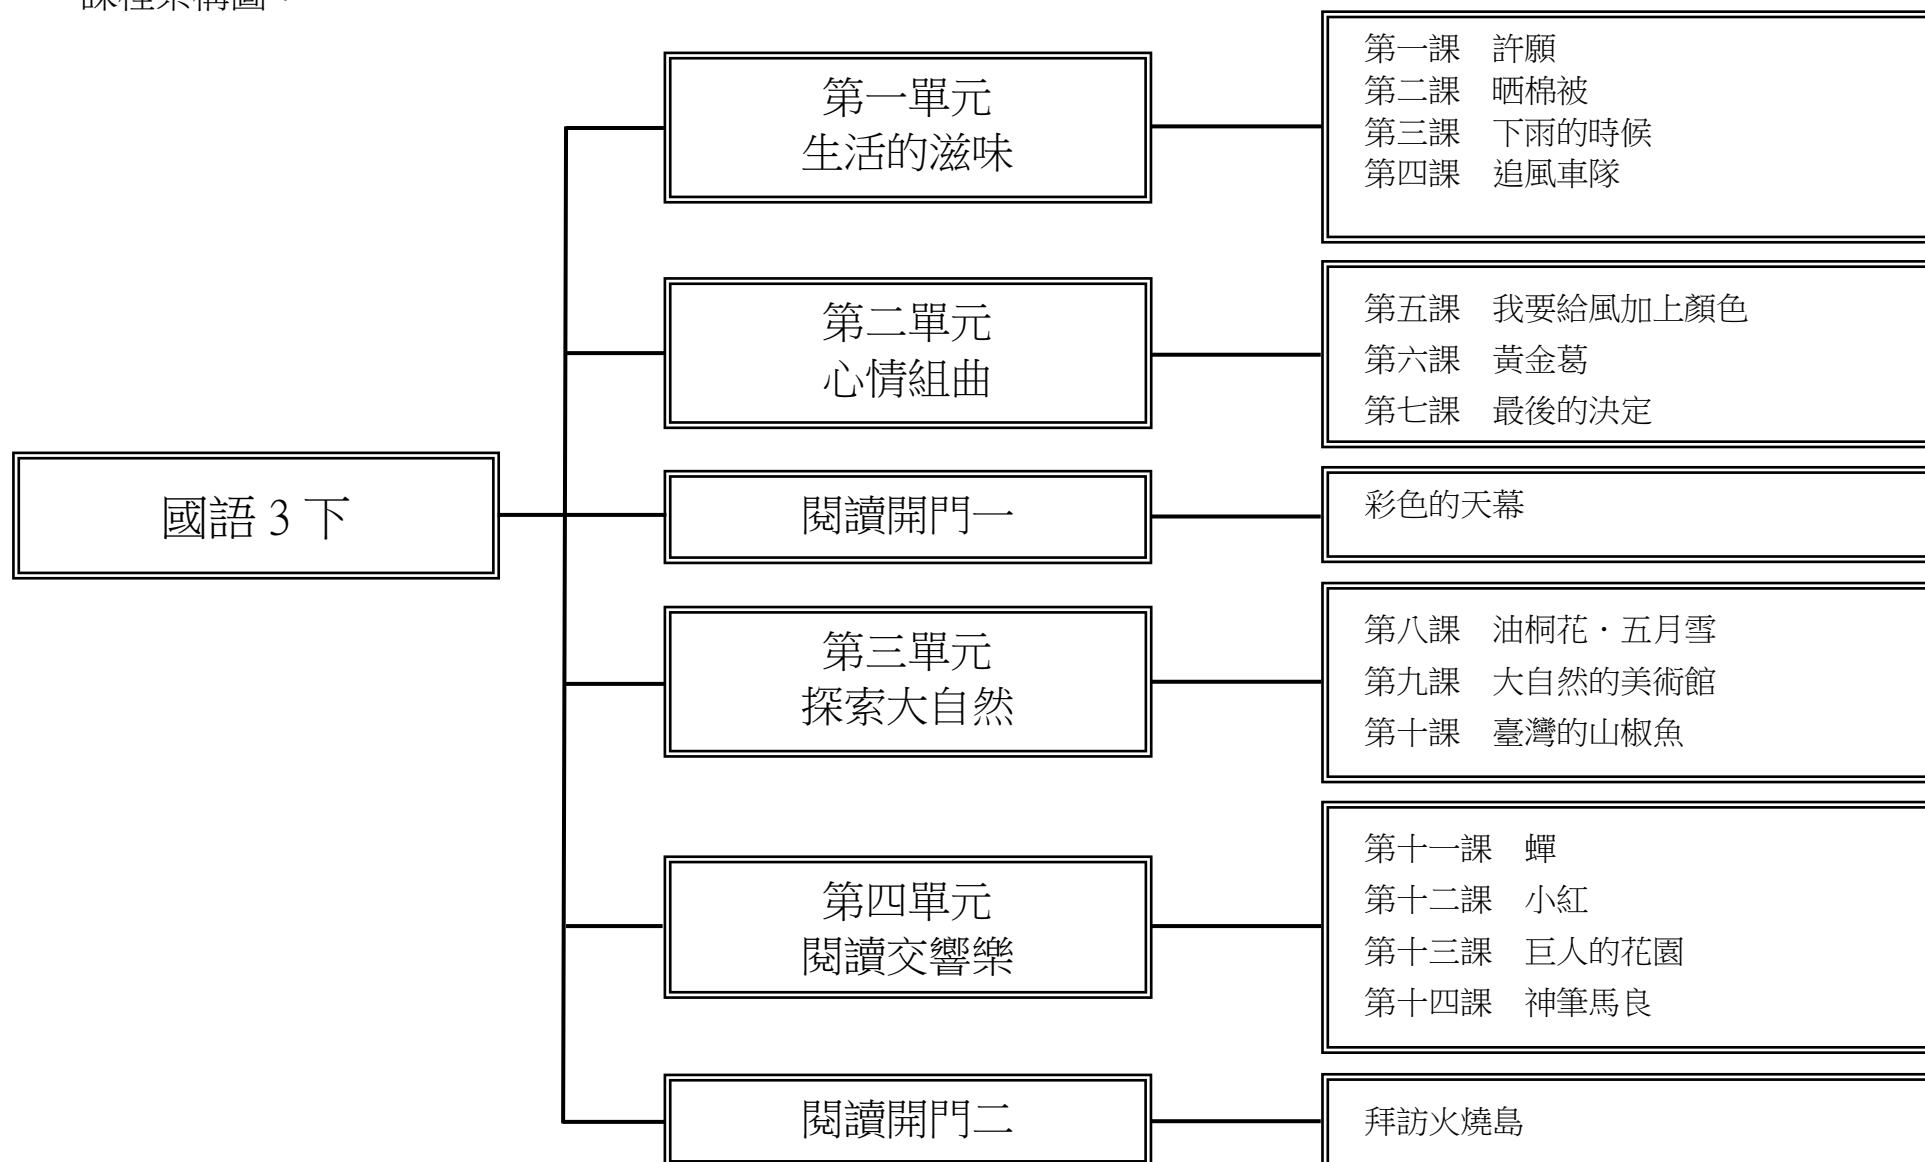 課程架構圖：
國語 3 下
第一單元
生活的滋味
第一課　許願
第二課　晒棉被
第三課　下雨的時候
第四課　追風車隊
第二單元
心情組曲
第五課　我要給風加上顏色
第六課　黃金葛
第七課　最後的決定
閱讀開門一
彩色的天幕
第三單元
探索大自然
第八課　油桐花・五月雪
第九課　大自然的美術館
第十課　臺灣的山椒魚
第四單元
閱讀交響樂
第十一課　蟬
第十二課　小紅
第十三課　巨人的花園
第十四課　神筆馬良
閱讀開門二
拜訪火燒島